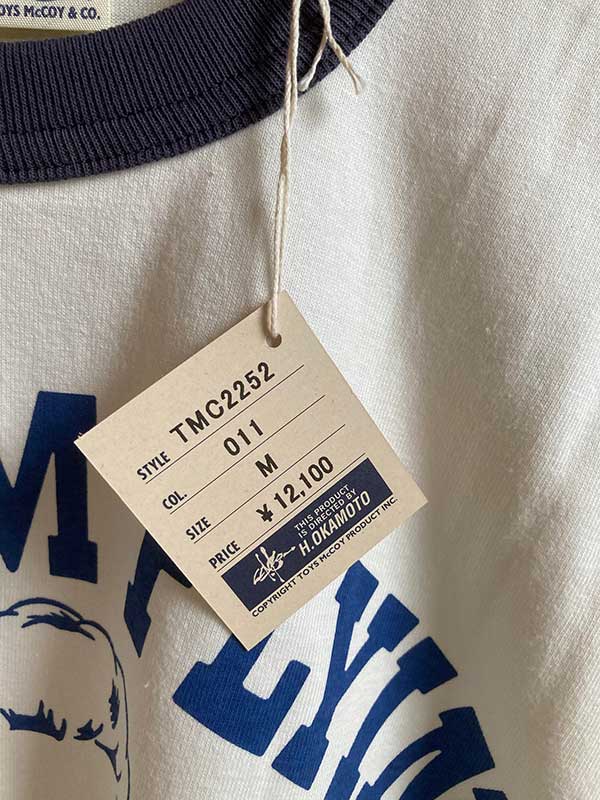 TOYS McCOY & CO.
STYLE TMC2252
COL. 011
SIZE M
PRICE ¥12,100
THIS PRODUCT
IS DIRECTED BY
H.OKAMOTO
COPYRIGHT TOYS McCOY PRODUCT INC.